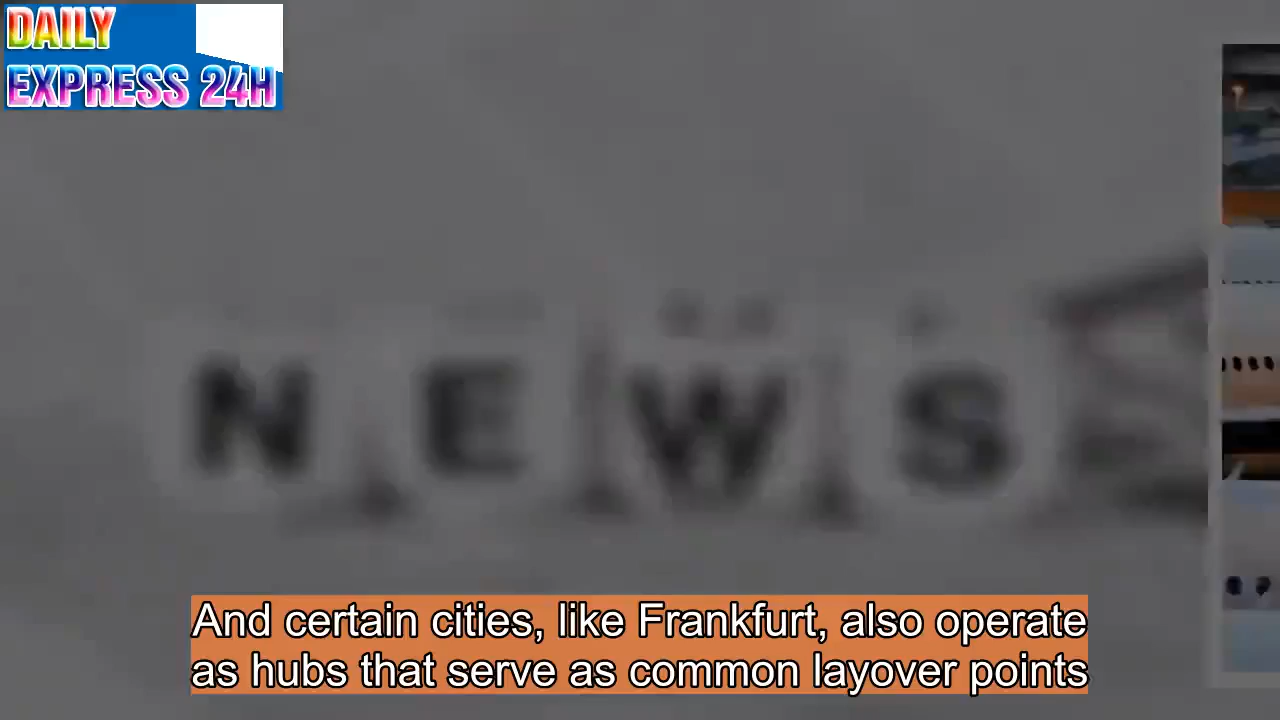 DAILY
EXPRESS 24H
NEWS
And certain cities, like Frankfurt, also operate
as hubs that serve as common layover points